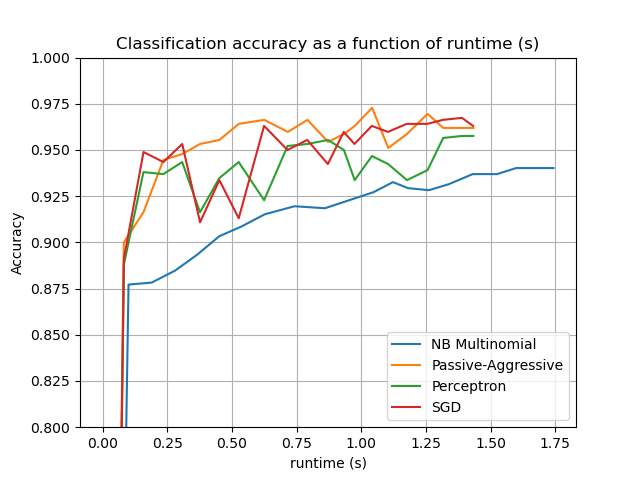 Classification accuracy as a function of runtime (s)
1.000
0.975
0.950
0.925
0.900
0.875
0.850
0.825
0.800
Accuracy
NB Multinomial
Passive-Aggressive
Perceptron
SGD
0.00 0.25 0.50 0.75 1.00 1.25 1.50 1.75
runtime (s)